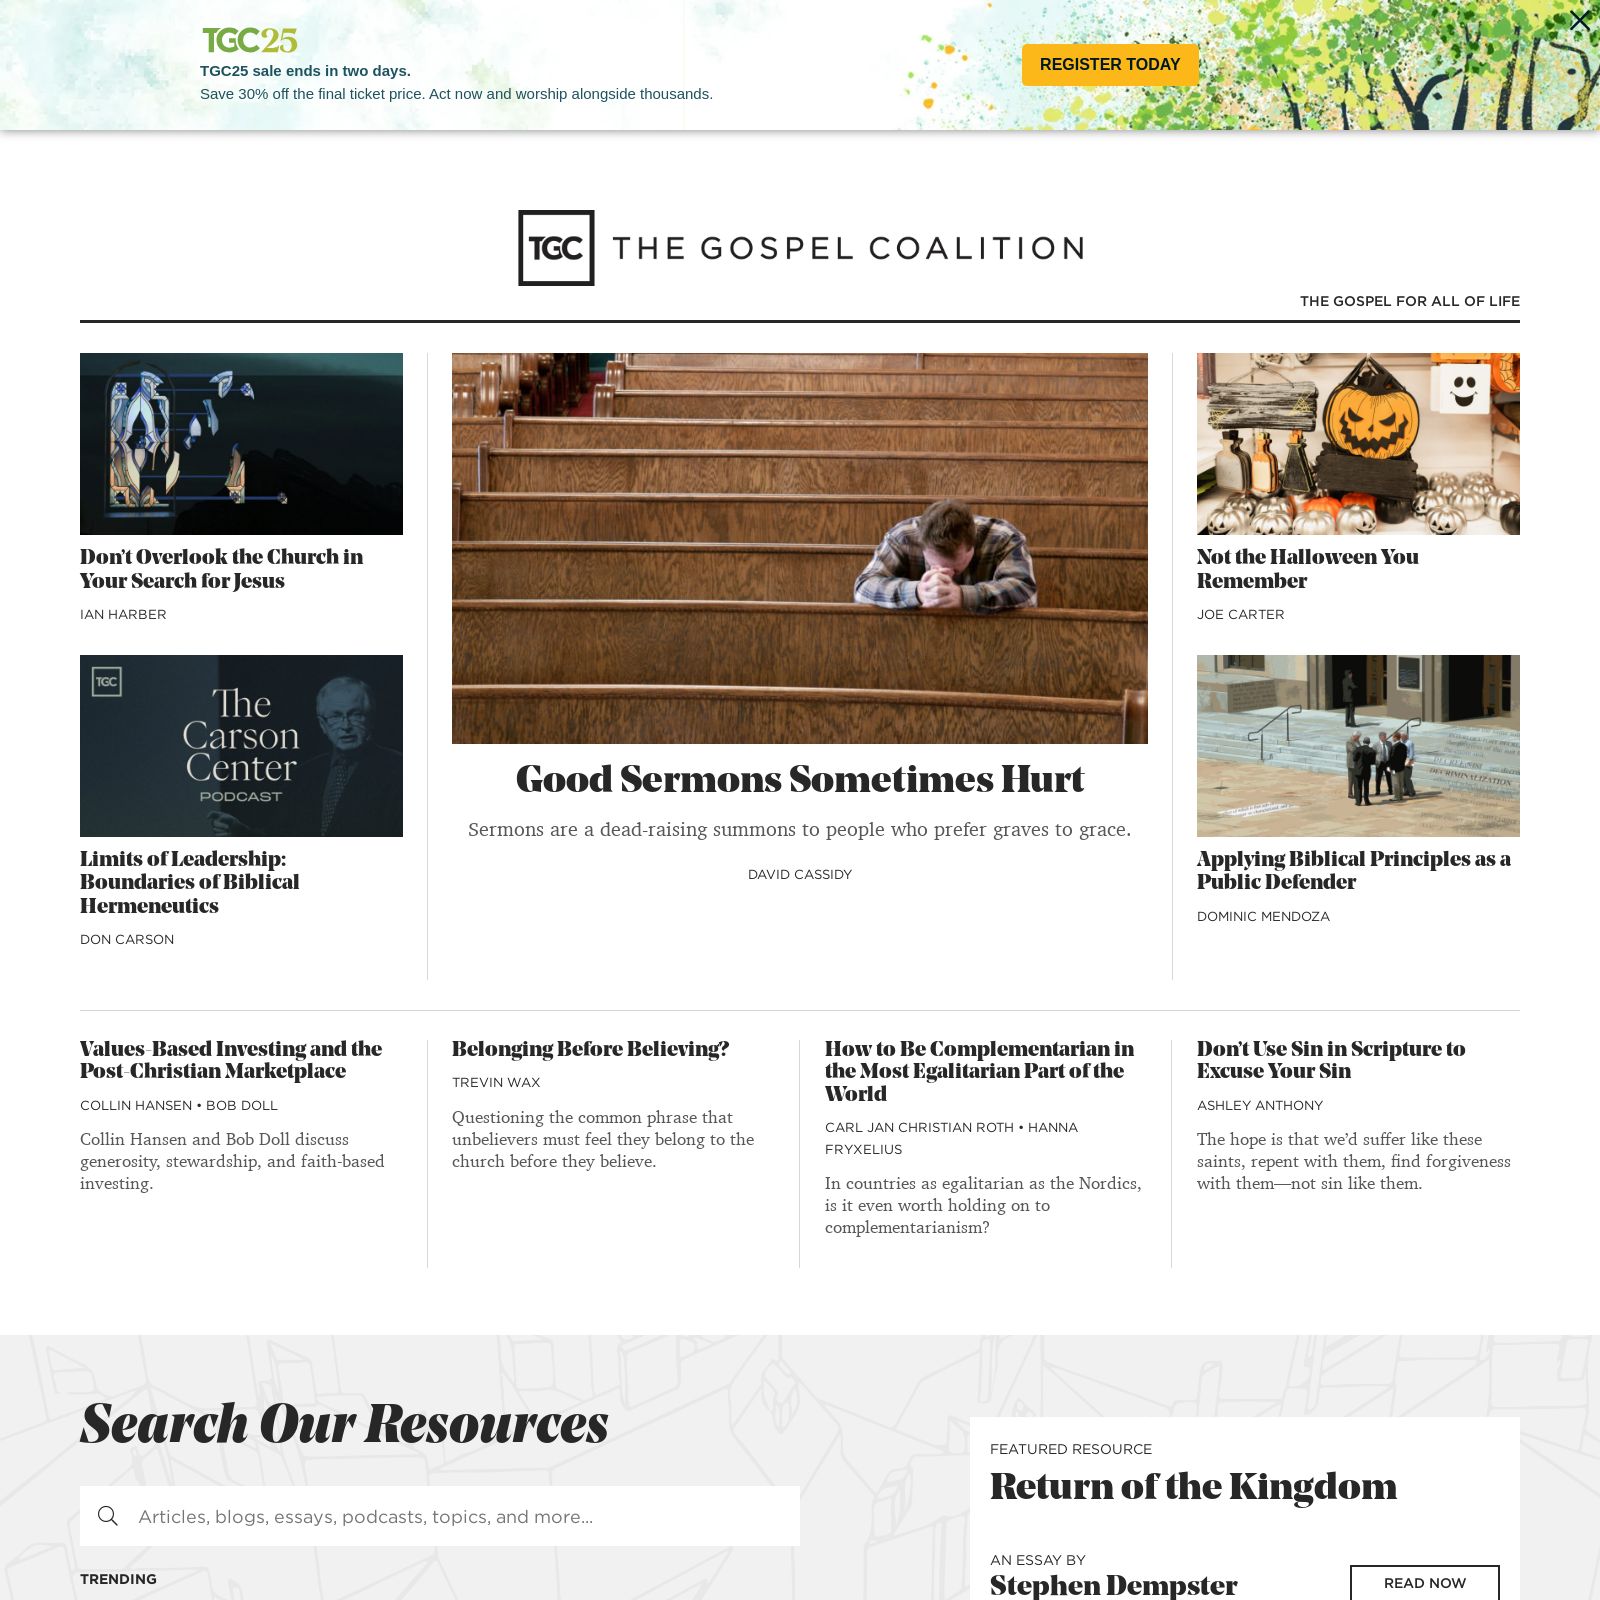 TGC25
TGC25 sale ends in two days.
Save 30% off the final ticket price. Act now and worship alongside thousands.
REGISTER TODAY
TGC THE GOSPEL COALITION
THE GOSPEL FOR ALL OF LIFE
Don’t Overlook the Church in
Your Search for Jesus
IAN HARBER
TGC
The
Carson
Center
PODCAST
Limits of Leadership:
Boundaries of Biblical
Hermeneutics
DON CARSON
Good Sermons Sometimes Hurt
Sermons are a dead-raising summons to people who prefer graves to grace.
DAVID CASSIDY
Not the Halloween You
Remember
JOE CARTER
DECRIMINALIZATION
Applying Biblical Principles as a
Public Defender
DOMINIC MENDOZA
Values-Based Investing and the
Post-Christian Marketplace
COLLIN HANSEN • BOB DOLL
Collin Hansen and Bob Doll discuss
generosity, stewardship, and faith-based
investing.
Belonging Before Believing?
TREVIN WAX
Questioning the common phrase that
unbelievers must feel they belong to the
church before they believe.
How to Be Complementarian in
the Most Egalitarian Part of the
World
CARL JAN CHRISTIAN ROTH • HANNA
FRYXELIUS
In countries as egalitarian as the Nordics,
is it even worth holding on to
complementarianism?
Don’t Use Sin in Scripture to
Excuse Your Sin
ASHLEY ANTHONY
The hope is that we’d suffer like these
saints, repent with them, find forgiveness
with them—not sin like them.
Search Our Resources
Articles, blogs, essays, podcasts, topics, and more...
TRENDING
FEATURED RESOURCE
Return of the Kingdom
AN ESSAY BY
Stephen Dempster
READ NOW